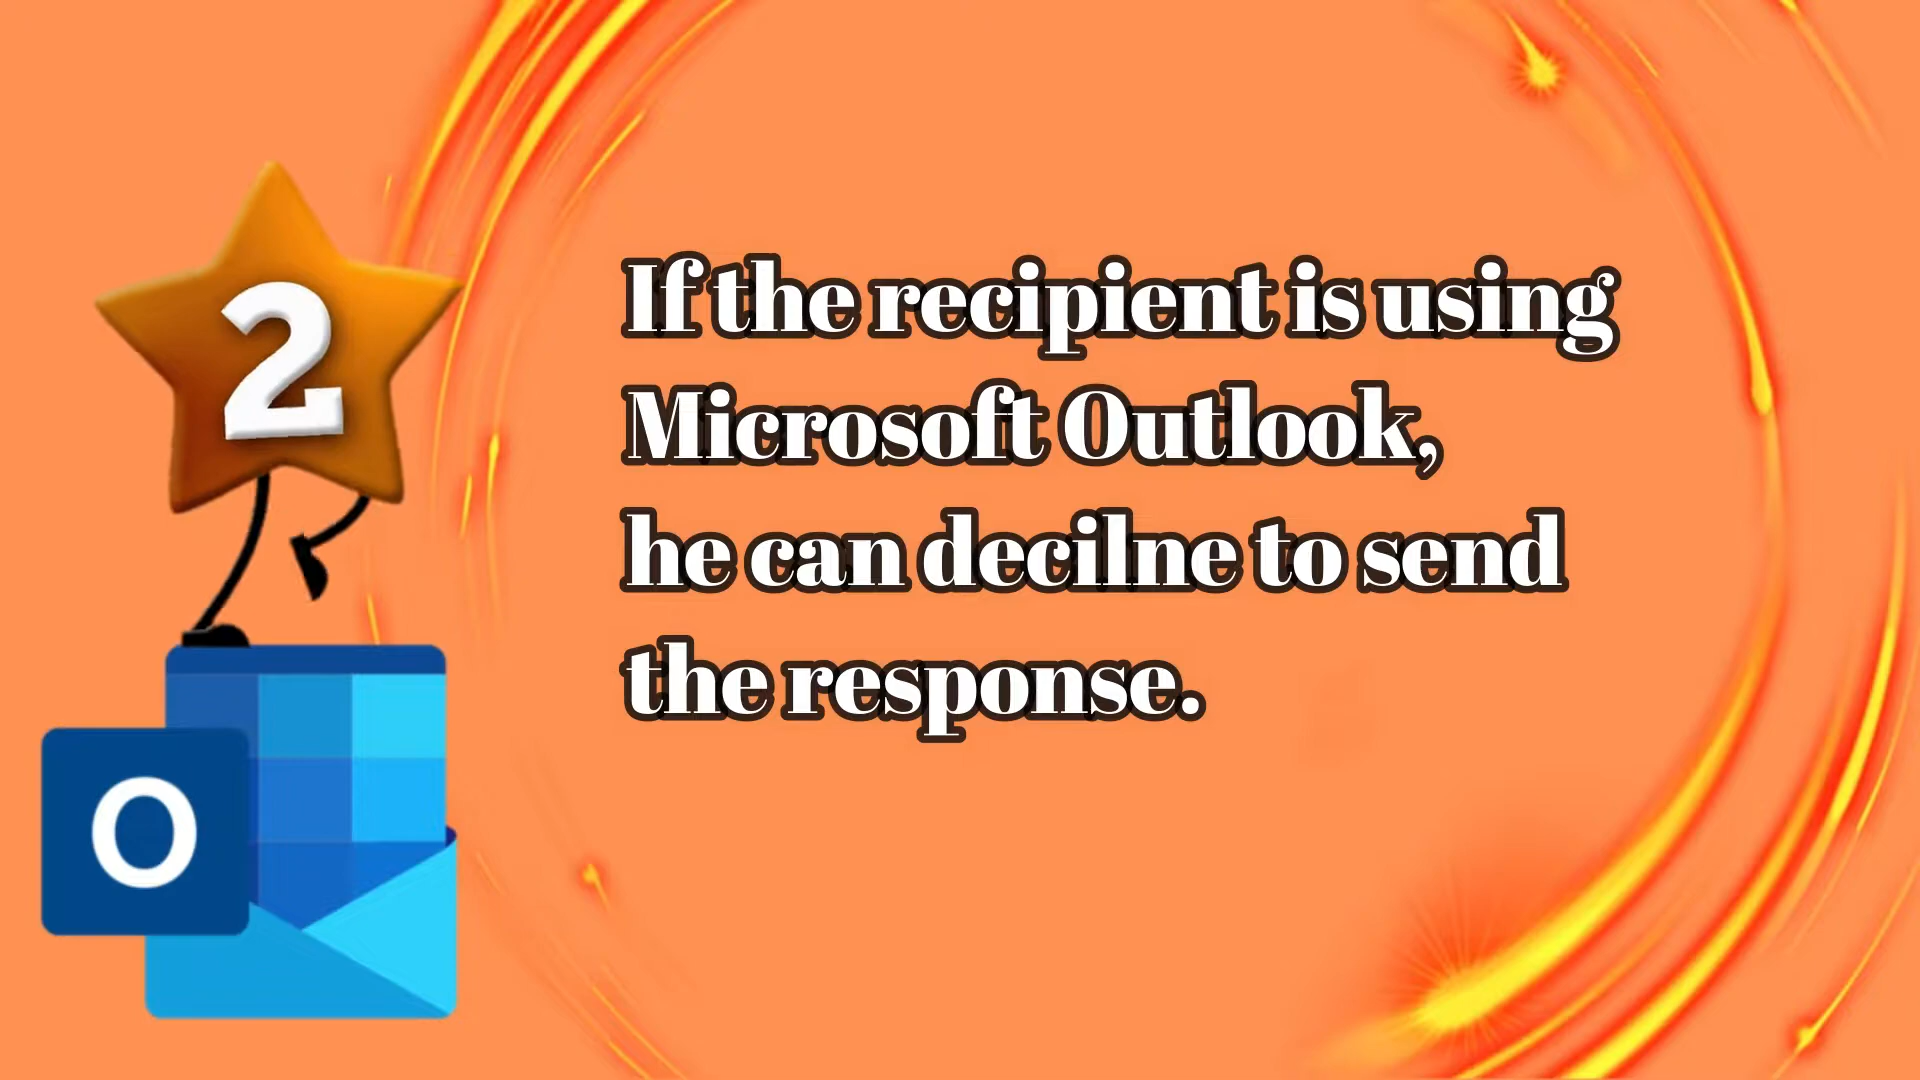 2
If the recipient is using
Microsoft Outlook,
he can decilne to send
the response.
O